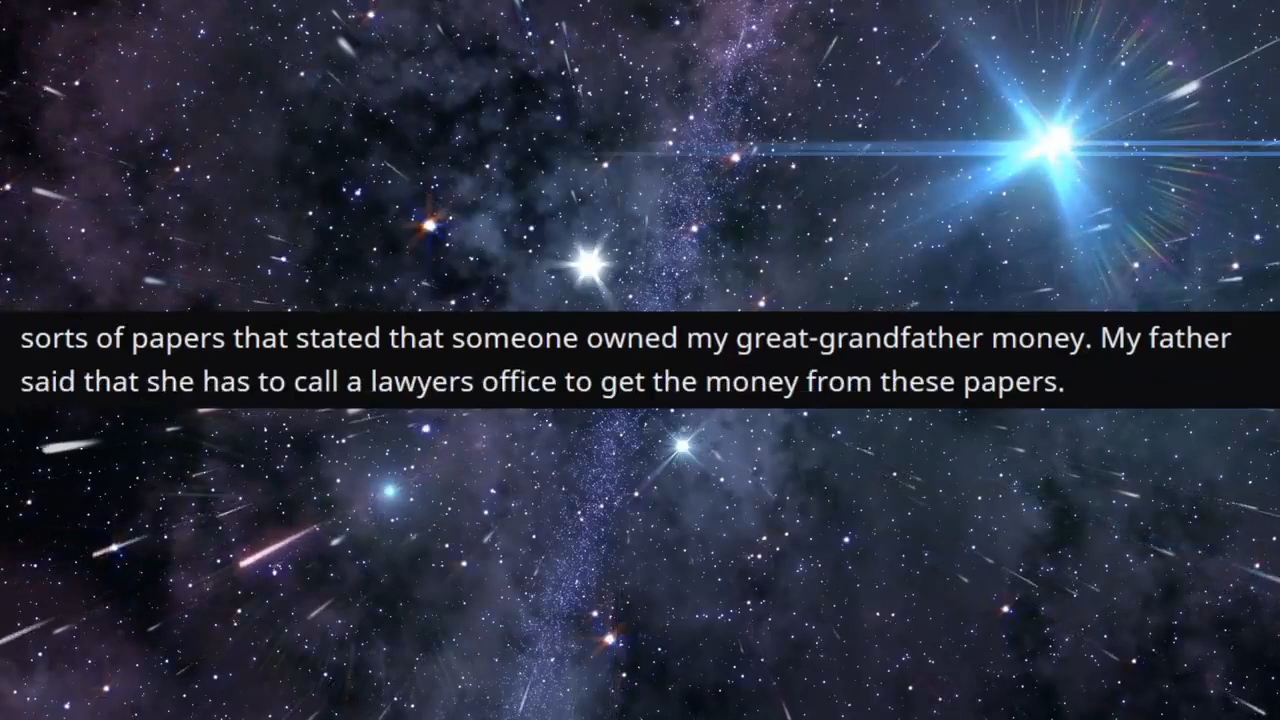 sorts of papers that stated that someone owned my great-grandfather money. My father
said that she has to call a lawyers office to get the money from these papers.